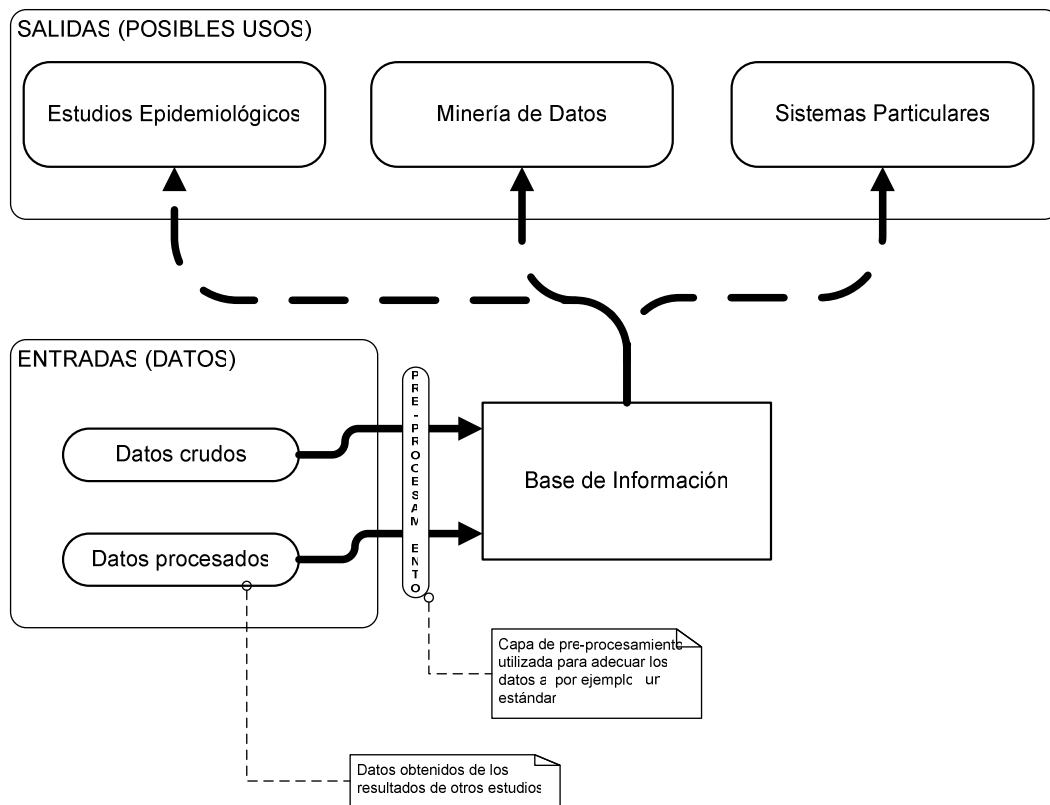 SALIDAS (POSIBLES USOS)
Estudios Epidemiológicos
Minería de Datos
Sistemas Particulares
ENTRADAS (DATOS)
Datos crudos
Datos procesados
PRE-PROCESAM ENTO
Base de Información
Capa de pre-procesamiento
utilizada para adecuar los
datos a por ejemplo un
estándar
Datos obtenidos de los
resultados de otros estudios